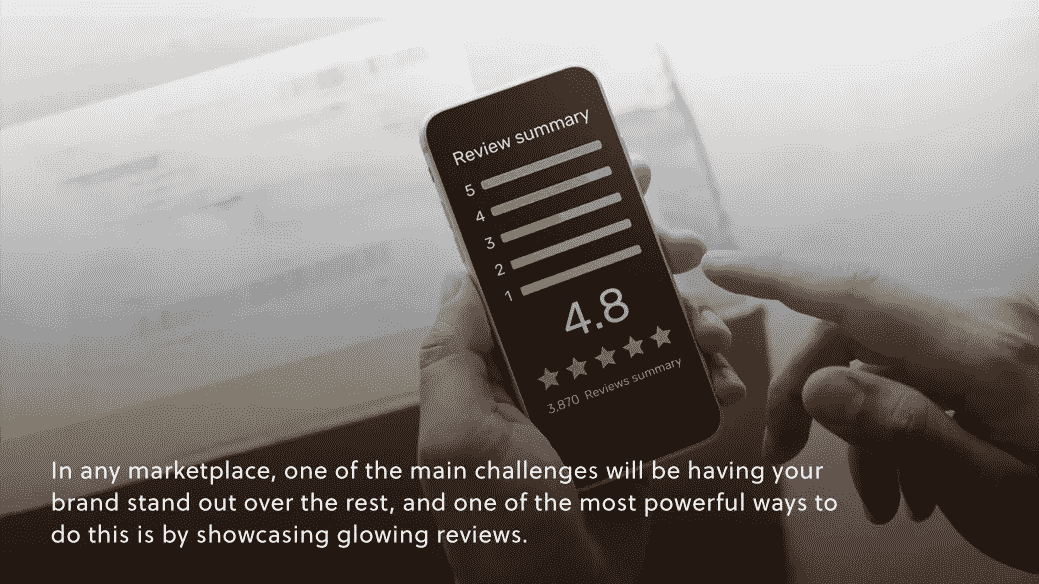 Review summary
5
4
3
2
1
4.8
3,870 Reviews summary
In any marketplace, one of the main challenges will be having your
brand stand out over the rest, and one of the most powerful ways to
do this is by showcasing glowing reviews.